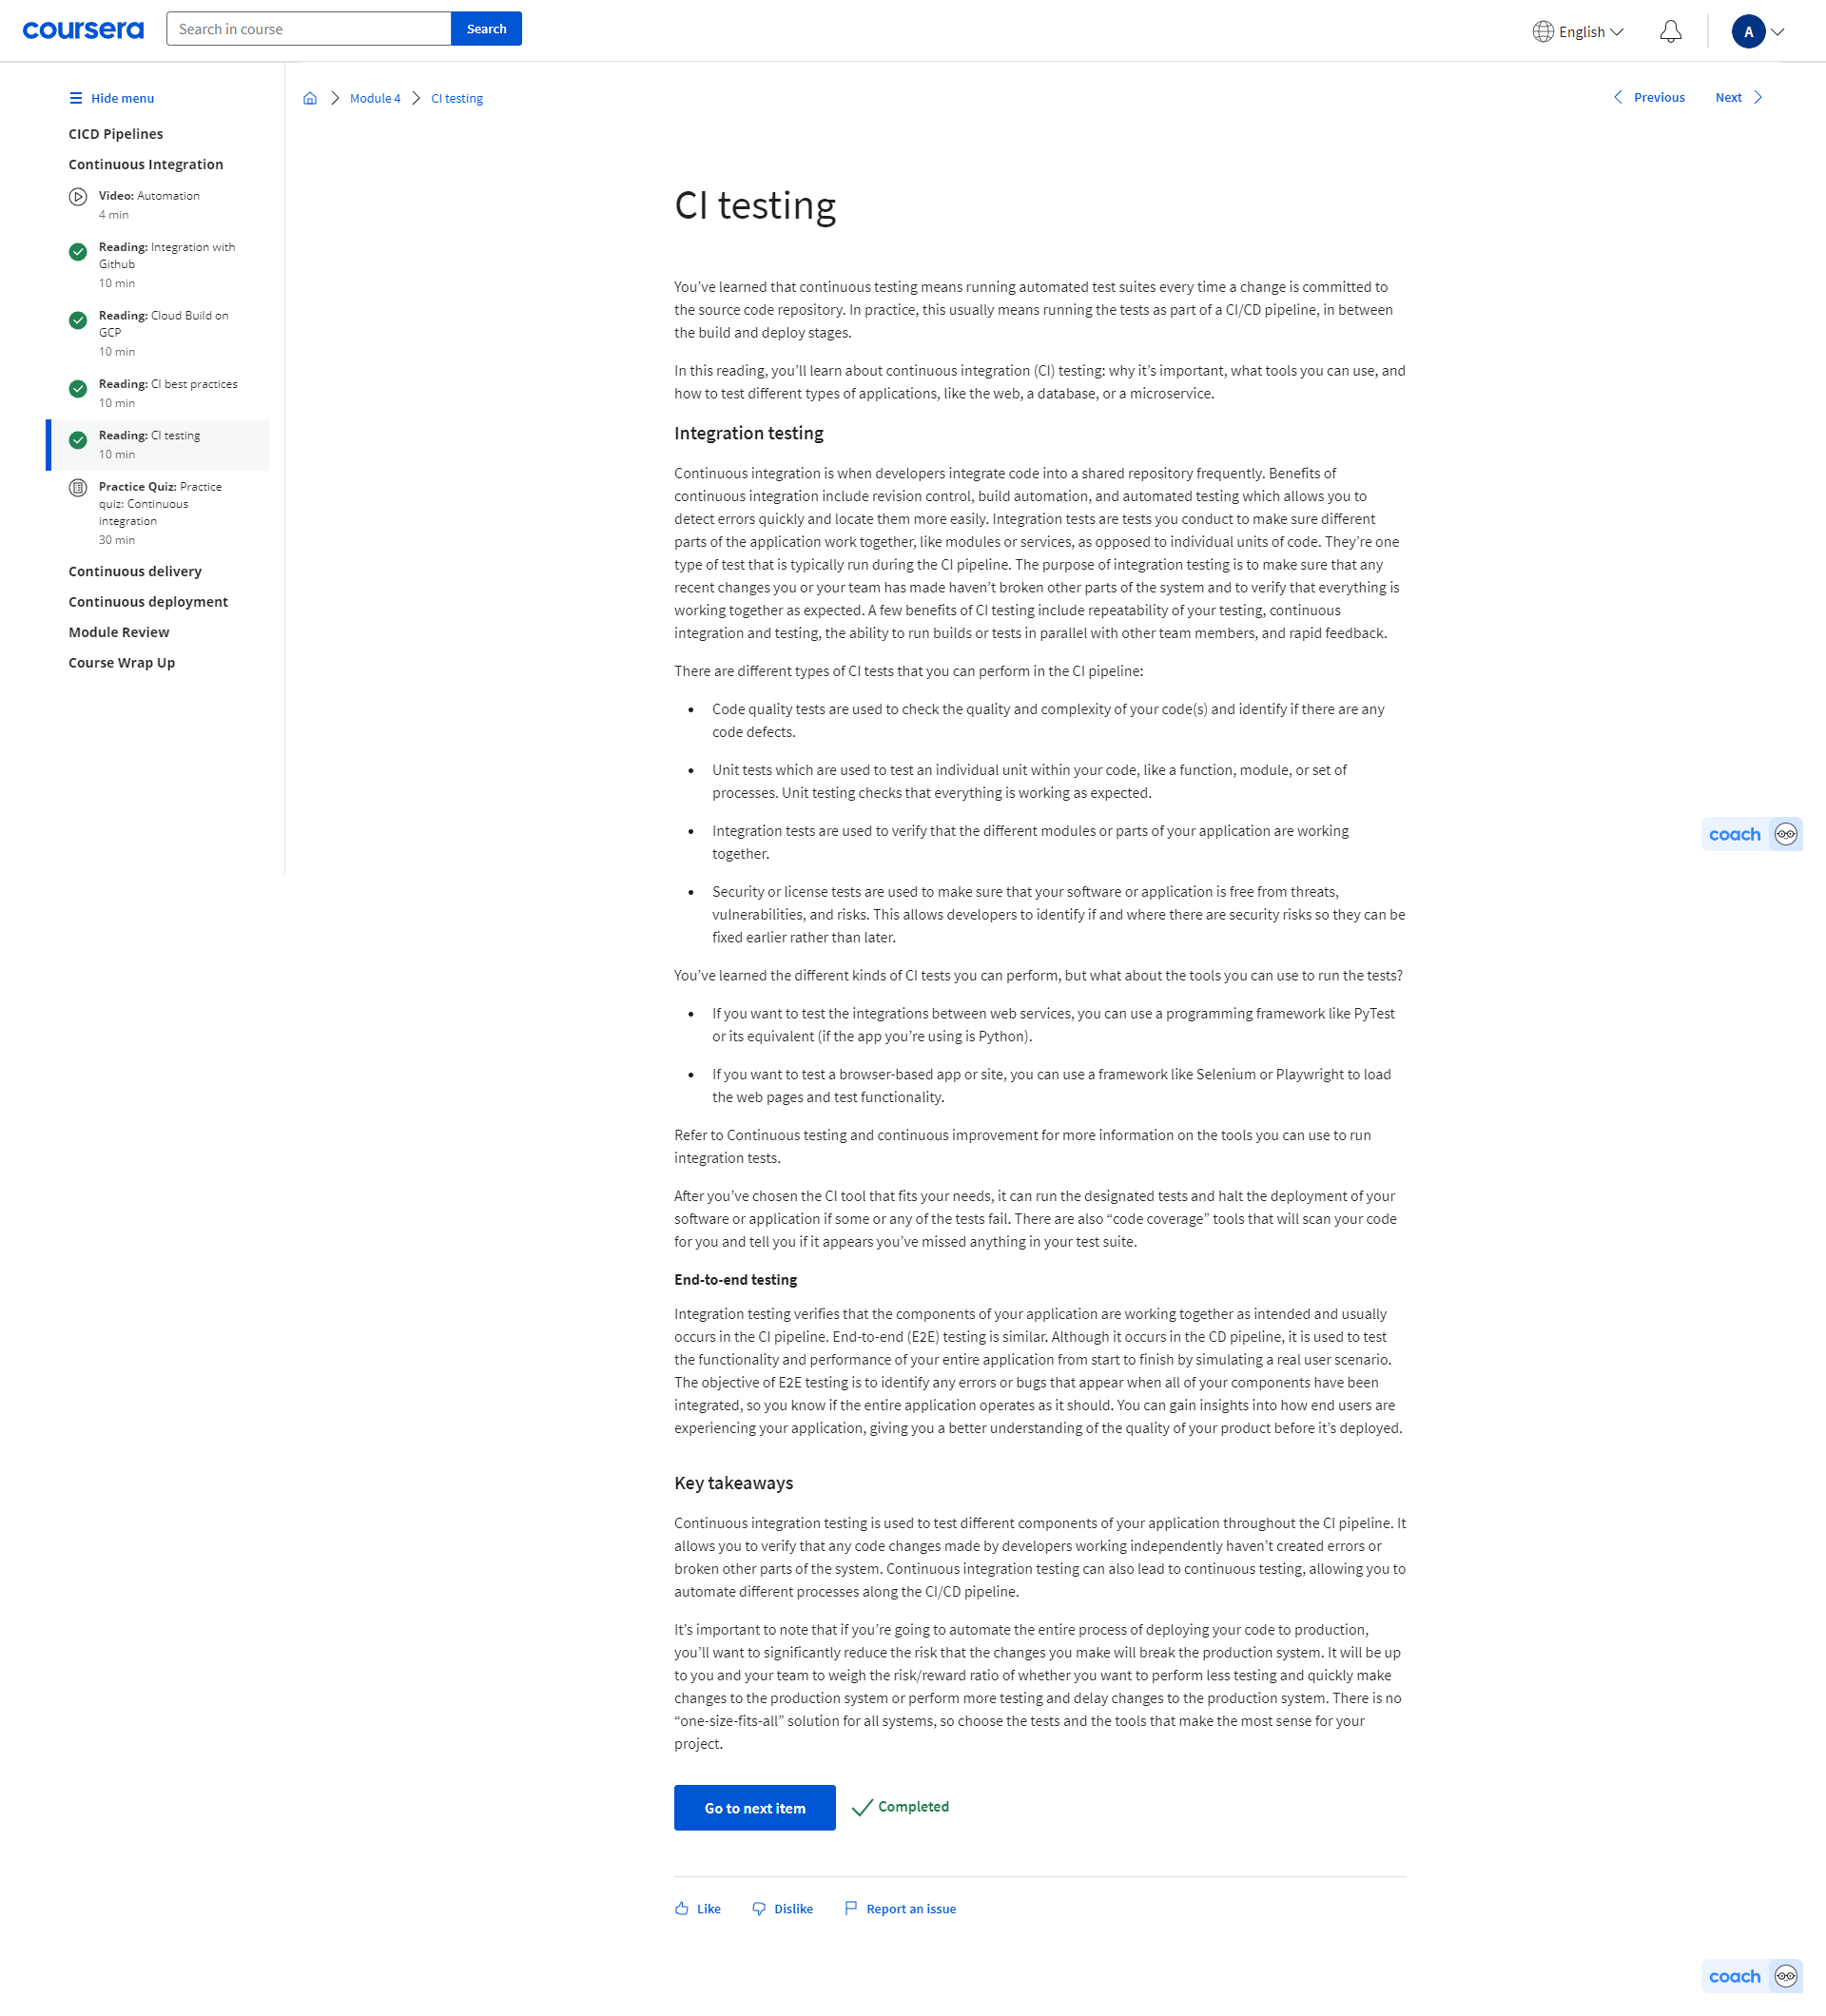 coursera
Search in course
Search
English
A
Hide menu
CICD Pipelines
Continuous Integration
Video: Automation
4 min
Reading: Integration with
Github
10 min
Reading: Cloud Build on
GCP
10 min
Reading: CI best practices
10 min
Reading: CI testing
10 min
Practice Quiz: Practice
quiz: Continuous
integration
30 min
Continuous delivery
Continuous deployment
Module Review
Course Wrap Up
Module 4
CI testing
Previous
Next
CI testing
You’ve learned that continuous testing means running automated test suites every time a change is committed to
the source code repository. In practice, this usually means running the tests as part of a CI/CD pipeline, in between
the build and deploy stages.
In this reading, you’ll learn about continuous integration (CI) testing: why it’s important, what tools you can use, and
how to test different types of applications, like the web, a database, or a microservice.
Integration testing
Continuous integration is when developers integrate code into a shared repository frequently. Benefits of
continuous integration include revision control, build automation, and automated testing which allows you to
detect errors quickly and locate them more easily. Integration tests are tests you conduct to make sure different
parts of the application work together, like modules or services, as opposed to individual units of code. They’re one
type of test that is typically run during the CI pipeline. The purpose of integration testing is to make sure that any
recent changes you or your team has made haven’t broken other parts of the system and to verify that everything is
working together as expected. A few benefits of CI testing include repeatability of your testing, continuous
integration and testing, the ability to run builds or tests in parallel with other team members, and rapid feedback.
There are different types of CI tests that you can perform in the CI pipeline:
• Code quality tests are used to check the quality and complexity of your code(s) and identify if there are any
code defects.
• Unit tests which are used to test an individual unit within your code, like a function, module, or set of
processes. Unit testing checks that everything is working as expected.
• Integration tests are used to verify that the different modules or parts of your application are working
together.
• Security or license tests are used to make sure that your software or application is free from threats,
vulnerabilities, and risks. This allows developers to identify if and where there are security risks so they can be
fixed earlier rather than later.
You’ve learned the different kinds of CI tests you can perform, but what about the tools you can use to run the tests?
• If you want to test the integrations between web services, you can use a programming framework like PyTest
or its equivalent (if the app you’re using is Python).
• If you want to test a browser-based app or site, you can use a framework like Selenium or Playwright to load
the web pages and test functionality.
Refer to Continuous testing and continuous improvement for more information on the tools you can use to run
integration tests.
After you’ve chosen the CI tool that fits your needs, it can run the designated tests and halt the deployment of your
software or application if some or any of the tests fail. There are also “code coverage” tools that will scan your code
for you and tell you if it appears you’ve missed anything in your test suite.
End-to-end testing
Integration testing verifies that the components of your application are working together as intended and usually
occurs in the CI pipeline. End-to-end (E2E) testing is similar. Although it occurs in the CD pipeline, it is used to test
the functionality and performance of your entire application from start to finish by simulating a real user scenario.
The objective of E2E testing is to identify any errors or bugs that appear when all of your components have been
integrated, so you know if the entire application operates as it should. You can gain insights into how end users are
experiencing your application, giving you a better understanding of the quality of your product before it’s deployed.
Key takeaways
Continuous integration testing is used to test different components of your application throughout the CI pipeline. It
allows you to verify that any code changes made by developers working independently haven’t created errors or
broken other parts of the system. Continuous integration testing can also lead to continuous testing, allowing you to
automate different processes along the CI/CD pipeline.
It’s important to note that if you’re going to automate the entire process of deploying your code to production,
you’ll want to significantly reduce the risk that the changes you make will break the production system. It will be up
to you and your team to weigh the risk/reward ratio of whether you want to perform less testing and quickly make
changes to the production system or perform more testing and delay changes to the production system. There is no
“one-size-fits-all” solution for all systems, so choose the tests and the tools that make the most sense for your
project.
Go to next item
Completed
Like
Dislike
Report an issue
coach
coach